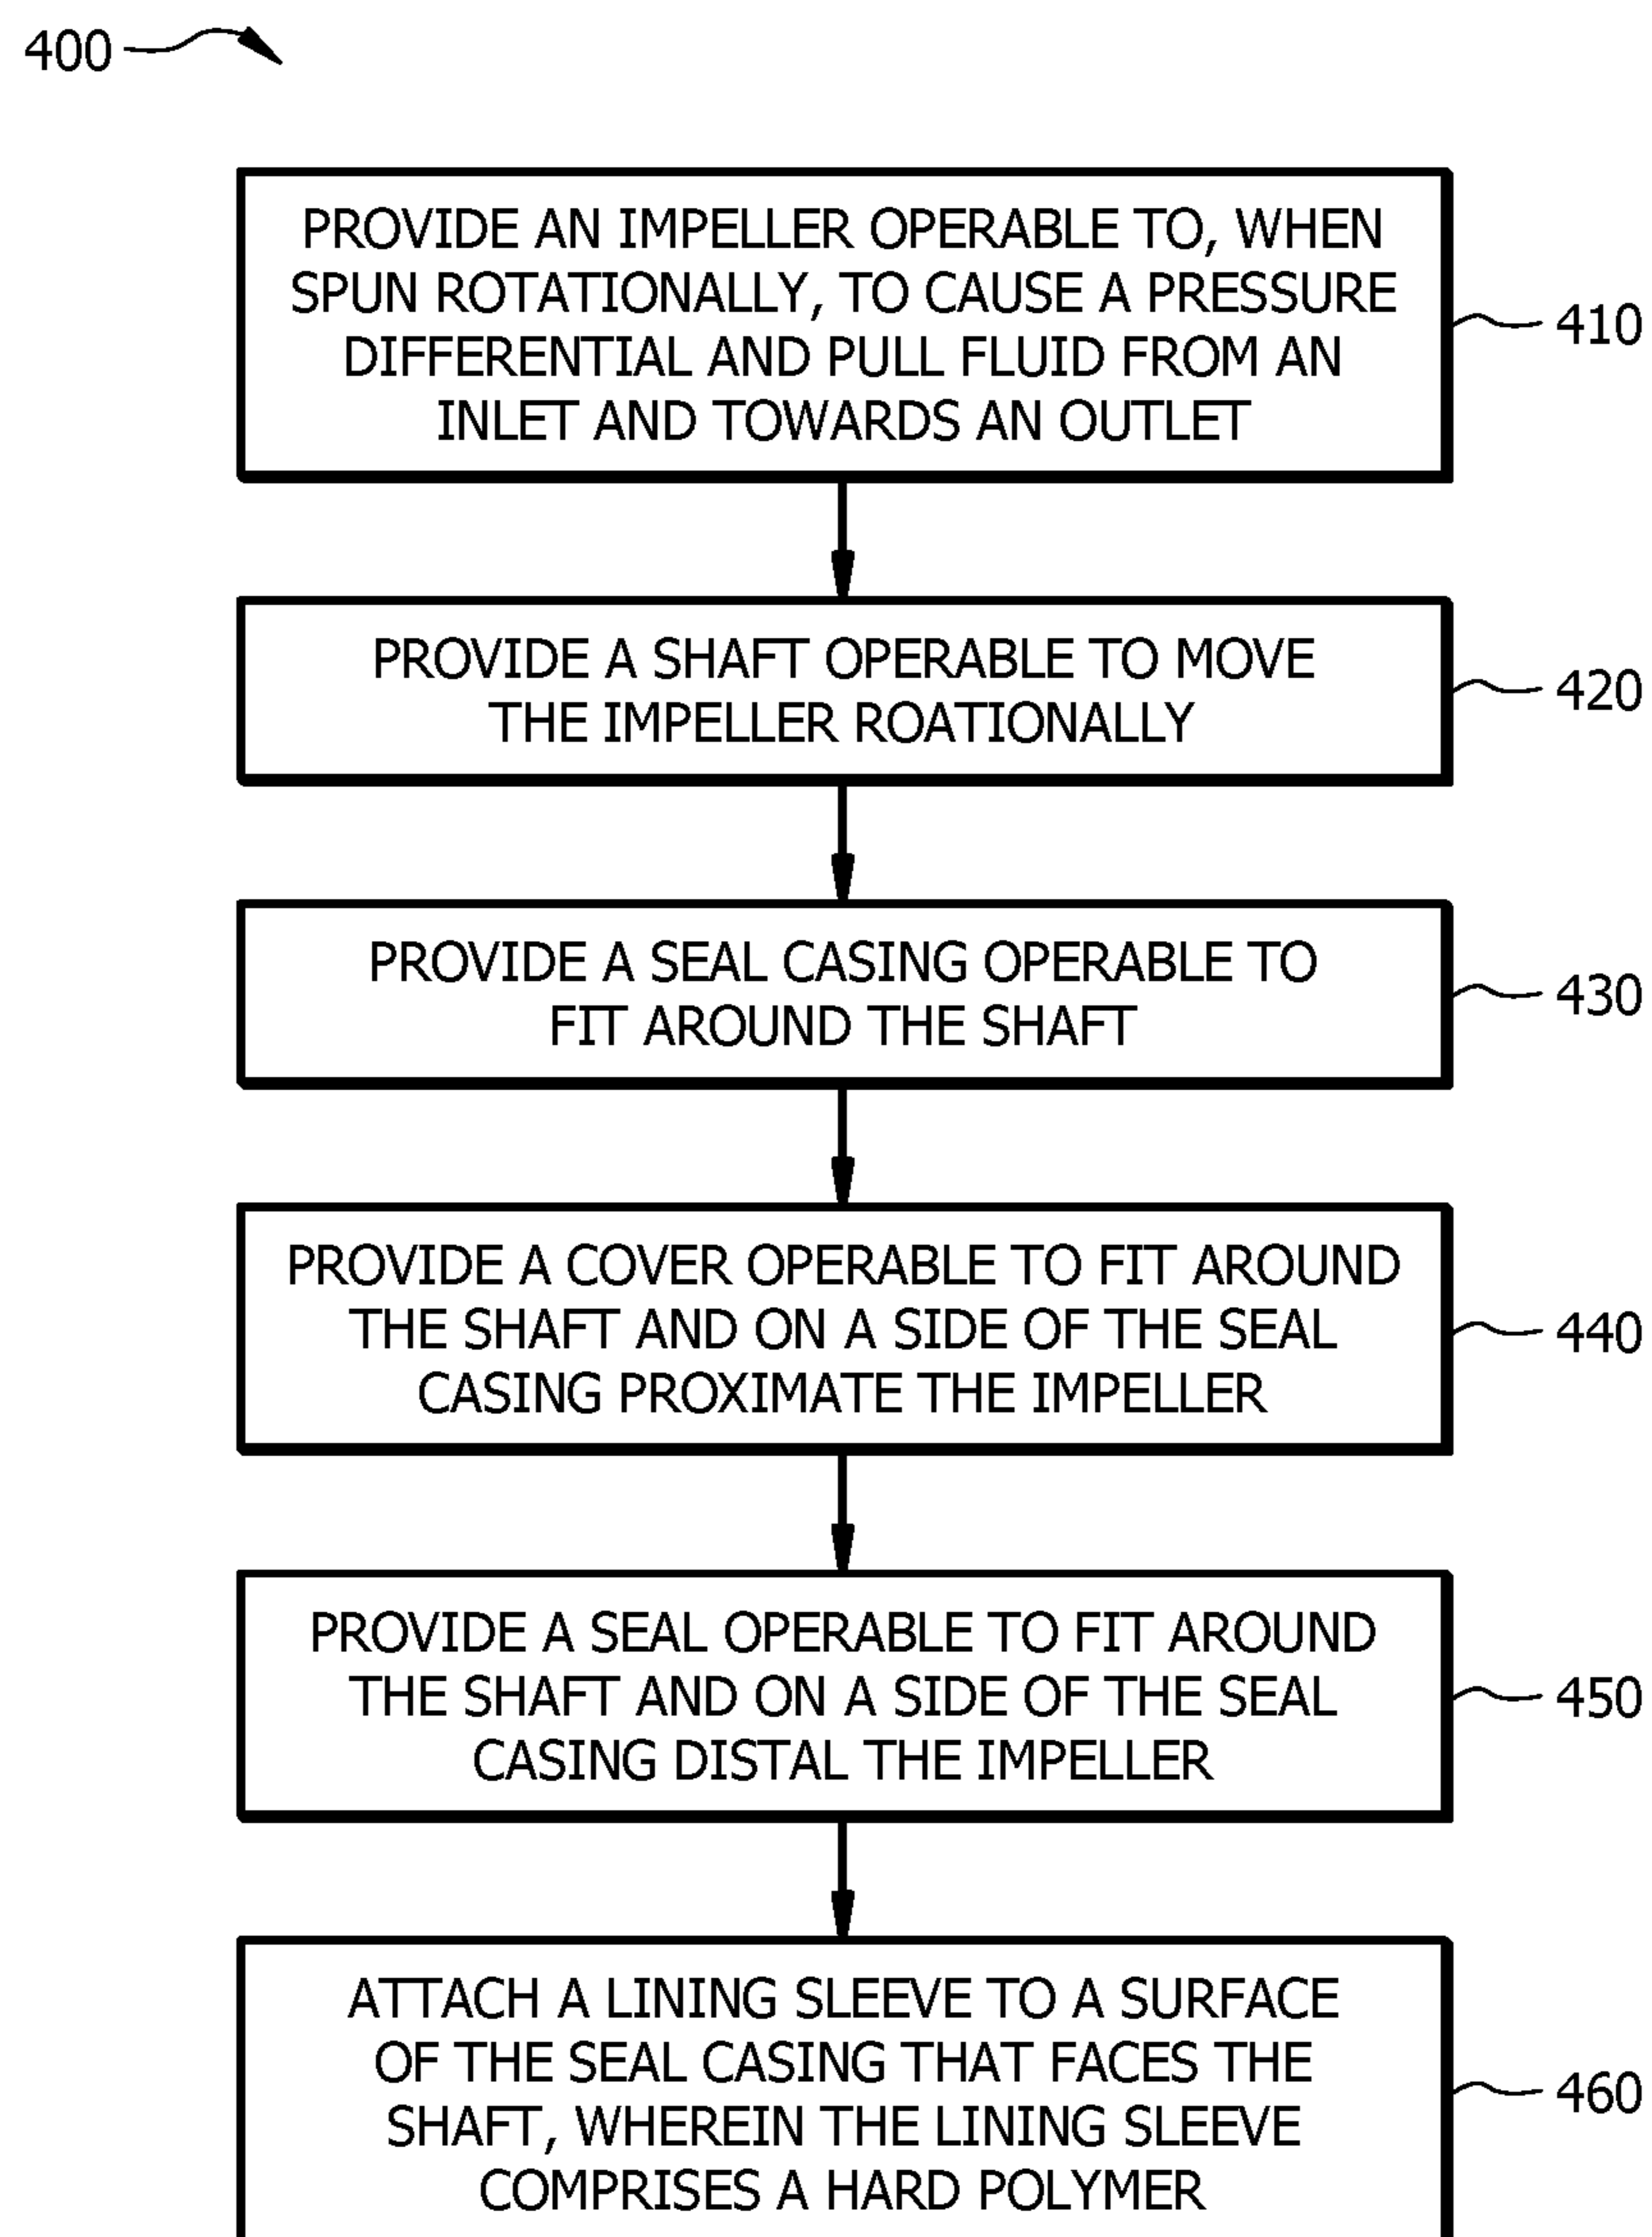 400
PROVIDE AN IMPELLER OPERABLE TO, WHEN
SPUN ROTATIONALLY, TO CAUSE A PRESSURE
DIFFERENTIAL AND PULL FLUID FROM AN
INLET AND TOWARDS AN OUTLET
410
PROVIDE A SHAFT OPERABLE TO MOVE
THE IMPELLER ROATIONALLY
420
PROVIDE A SEAL CASING OPERABLE TO
FIT AROUND THE SHAFT
430
PROVIDE A COVER OPERABLE TO FIT AROUND
THE SHAFT AND ON A SIDE OF THE SEAL
CASING PROXIMATE THE IMPELLER
440
PROVIDE A SEAL OPERABLE TO FIT AROUND
THE SHAFT AND ON A SIDE OF THE SEAL
CASING DISTAL THE IMPELLER
450
ATTACH A LINING SLEEVE TO A SURFACE
OF THE SEAL CASING THAT FACES THE
SHAFT, WHEREIN THE LINING SLEEVE
COMPRISES A HARD POLYMER
460